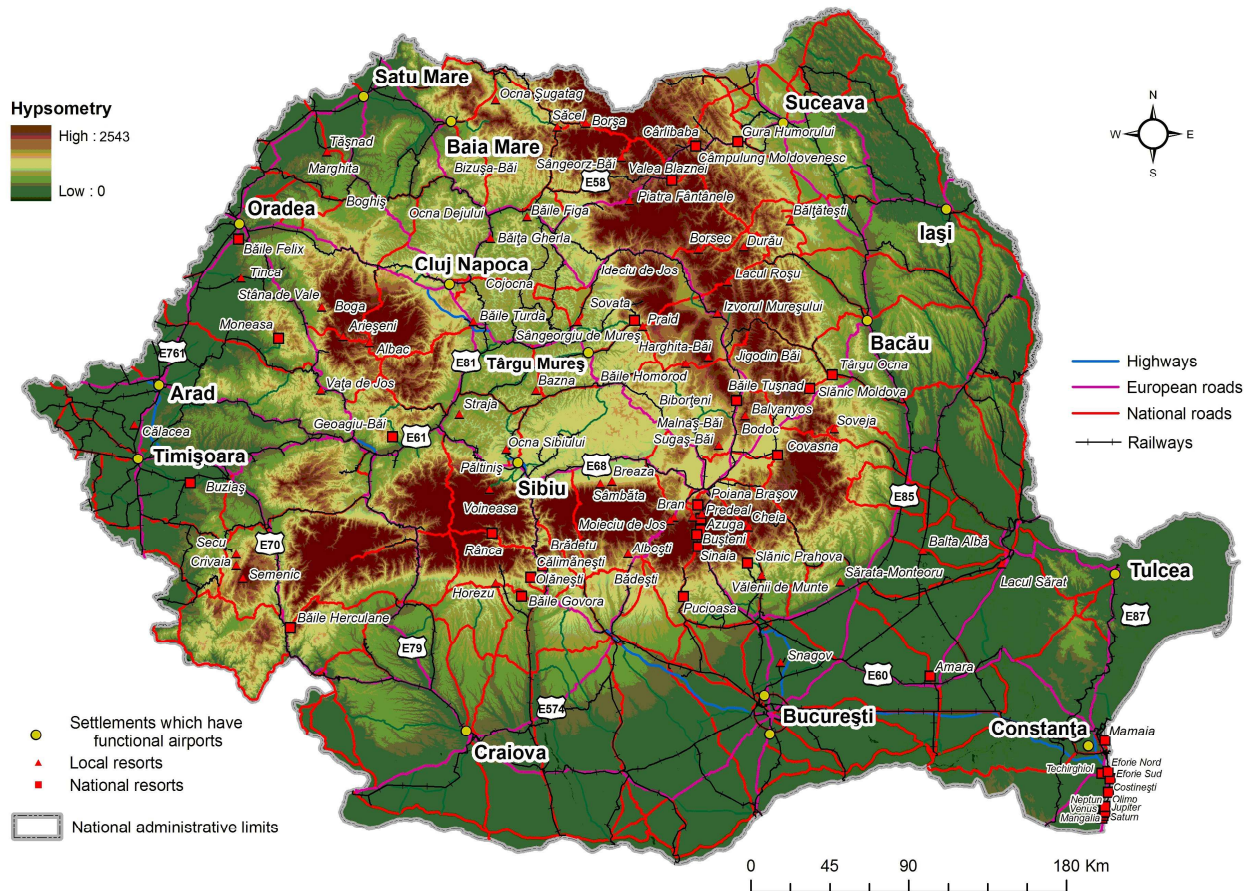 Hypsometry
High : 2543
Low : 0
N
W
E
S
Satu Mare
Ocna Şugatag
Săcel
Borşa
Suceava
Cârlibaba
Gura Humorului
Tăşnad
Baia Mare
Marghita
Bizuşa-Băi
Sângeorz-Băi
Câmpulung Moldovenesc
Valea Blaznei
E58
Piatra Fântânele
Boghiş
Oradea
Ocna Dejului
Băile Figa
Bălţăteşti
Iaşi
Băile Felix
Băiţa Gherla
Borsec
Durău
Cluj Napoca
Tinca
Ideciu de Jos
Lacul Roşu
Cojocna
Stâna de Vale
Boga
Sovata
Izvorul Mureşului
Băile Turda
Praid
Moneasa
Arieşeni
Sângeorgiu de Mureş
Albac
Harghita-Băi
Bacău
E761
Jigodin Băi
E81
Târgu Mureş
Târgu Ocna
Arad
Vaţa de Jos
Bazna
Băile Homorod
Băile Tuşnad
Slănic Moldova
Straja
Biborţeni
Balvanyos
Călacea
Geoagiu-Băi
Malnaş-Băi
Bodoc
Soveja
E61
Ocna Sibiului
Sugaş-Băi
Covasna
Timişoara
Păltiniş
E68
Breaza
Buziaş
Sibiu
Sâmbăta
Poiana Braşov
E85
Voineasa
Bran
Predeal
Moieciu de Jos
Azuga
Cheia
Secu
E70
Rânca
Brădetu
Albоşti
Buşteni
Balta Albă
Crivaia
Călimăneşti
Sinaia
Slănic Prahova
Semenic
Olăneşti
Bădeşti
Sărata-Monteoru
Lacul Sărat
Tulcea
Horezu
Băile Govora
Vălenii de Munte
Pucioasa
E87
Băile Herculane
E79
Snagov
E60
Amara
E574
Bucureşti
Craiova
Constanţa
Mamaia
Eforie Nord
Techirghiol
Eforie Sud
Costineşti
Neptun
Olimo
Venus
Jupiter
Mangalia
Saturn
Highways
European roads
National roads
Railways
Settlements which have
functional airports
Local resorts
National resorts
National administrative limits
0
45
90
180 Km